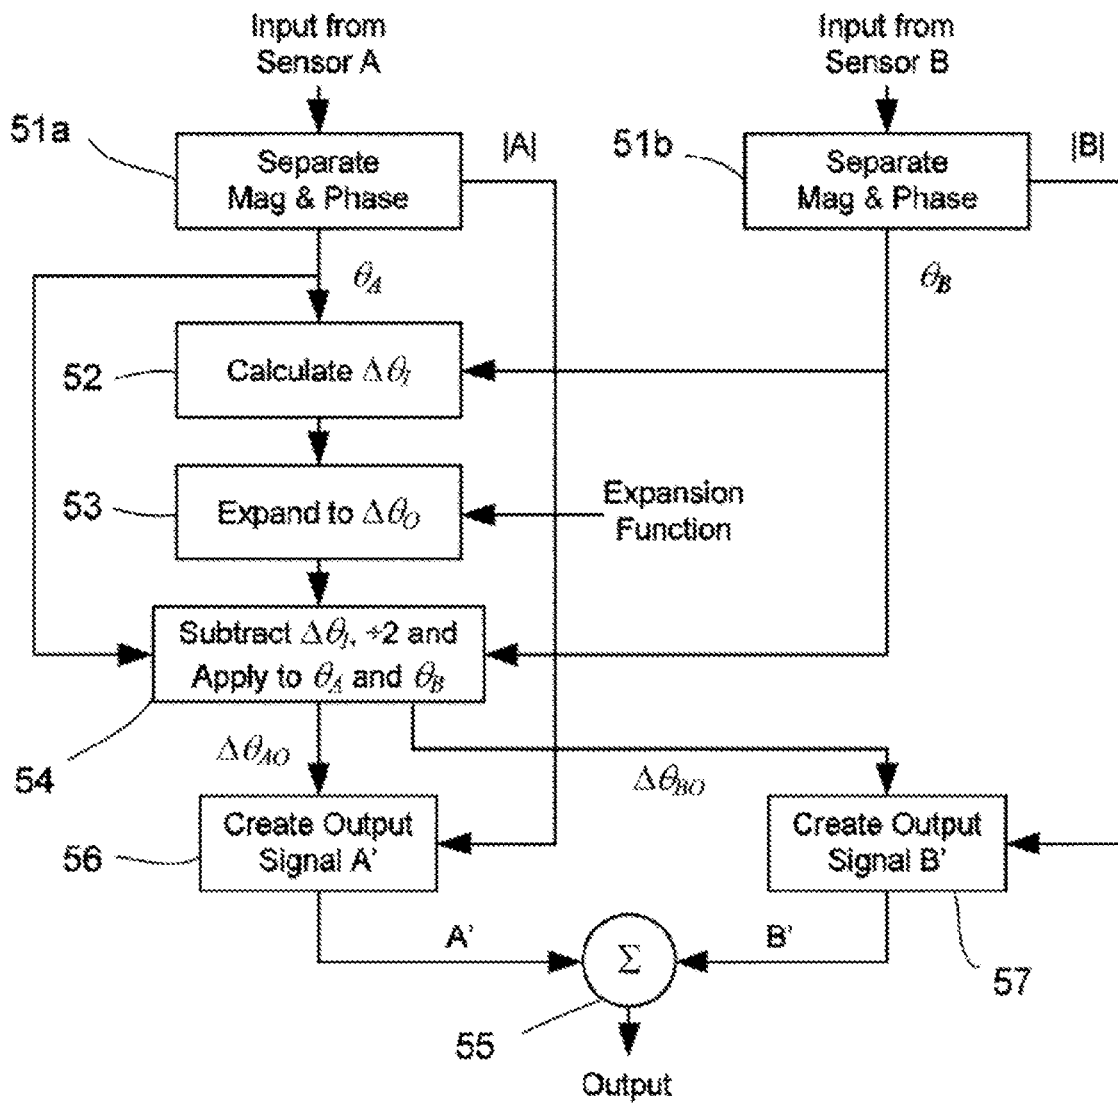 Input from
Sensor A
Input from
Sensor B
51a
|A|
51b
|B|
Separate
Mag & Phase
Separate
Mag & Phase
θA
θB
52
Calculate ΔθI
53
Expand to ΔθO
Expansion
Function
Subtract ΔθI, ÷2 and
Apply to θA and θB
54
ΔθAO
ΔθBO
56
Create Output
Signal A'
Create Output
Signal B'
A'
Σ
B'
57
55
Output